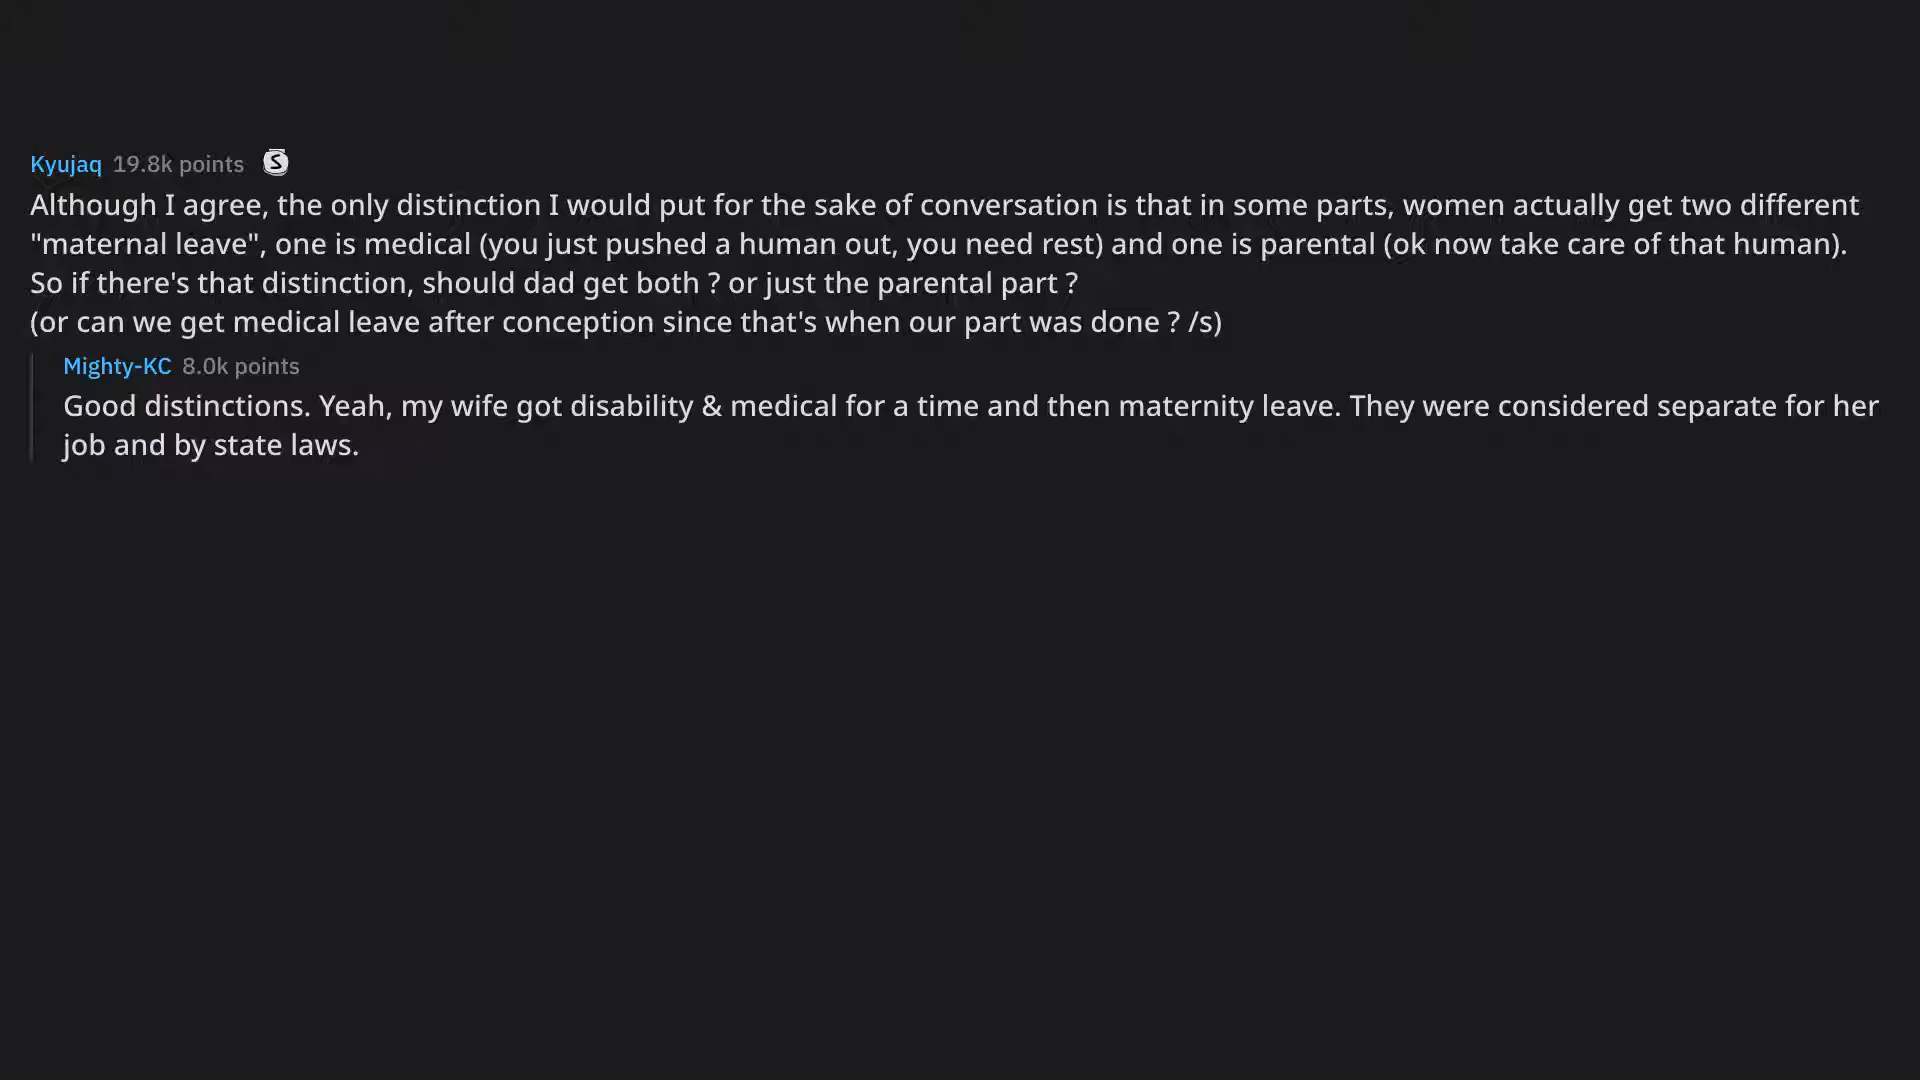 Kyujaq 19.8k points S
Although I agree, the only distinction I would put for the sake of conversation is that in some parts, women actually get two different
"maternal leave", one is medical (you just pushed a human out, you need rest) and one is parental (ok now take care of that human).
So if there's that distinction, should dad get both ? or just the parental part ?
(or can we get medical leave after conception since that's when our part was done ? /s)
Mighty-KC 8.0k points
Good distinctions. Yeah, my wife got disability & medical for a time and then maternity leave. They were considered separate for her
job and by state laws.